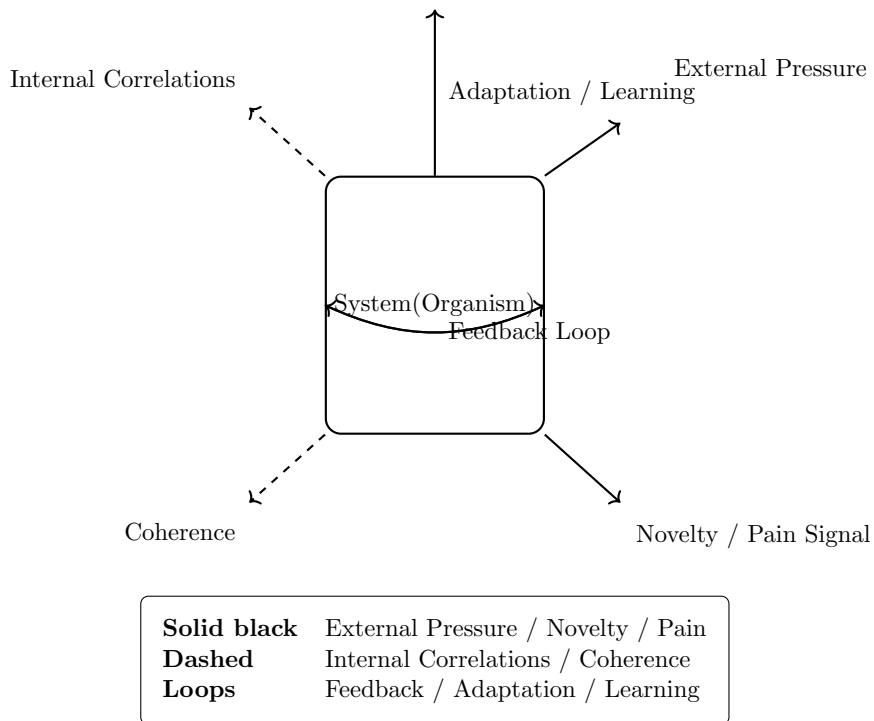 External Pressure
Internal Correlations
Adaptation / Learning
System(Organism)
Feedback Loop
Coherence
Novelty / Pain Signal
Solid black External Pressure / Novelty / Pain
Dashed Internal Correlations / Coherence
Loops Feedback / Adaptation / Learning